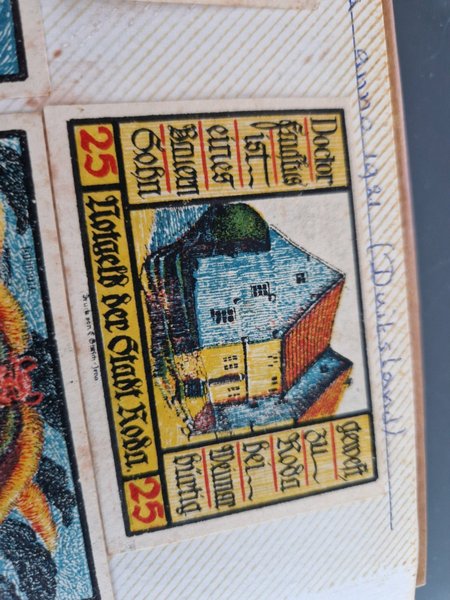 Doctor
Faustus
ist
eines
Bauern
Sohn
gewest,
zu
Roda
bei
Weimar
bürtig
25 Notgeld der Stadt Roda 25
anno 1921 (Duitsland)